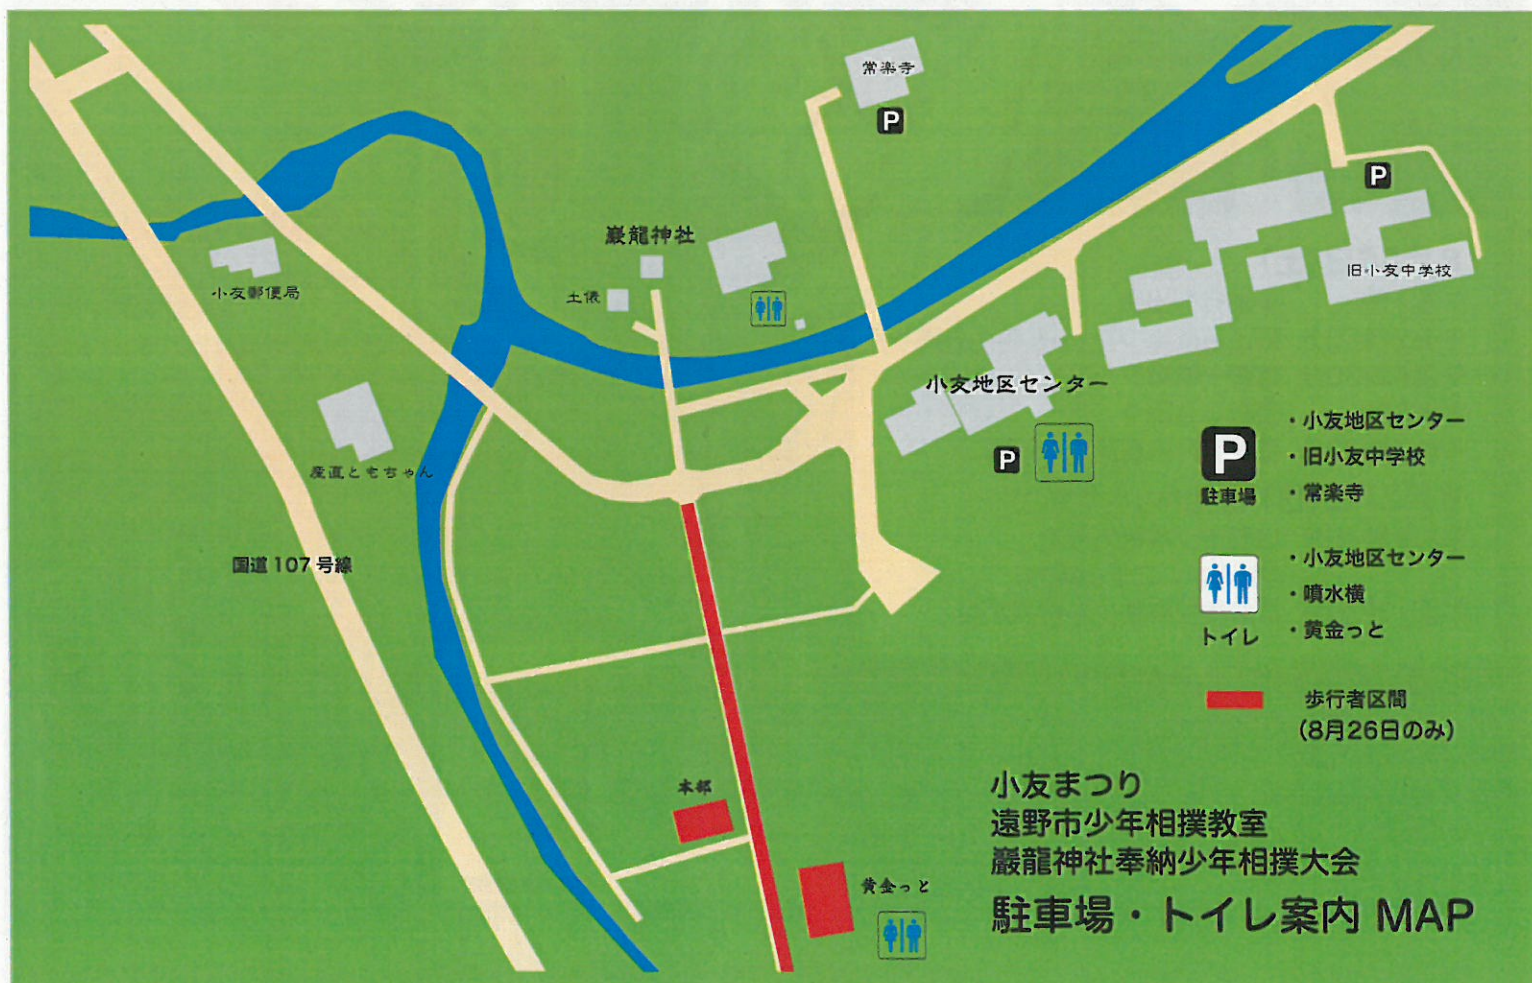 常楽寺
P
P
巖龍神社
土俵
小友郵便局
旧小友中学校
小友地区センター
P
産直ともちゃん
国道107号線
P
駐車場
・小友地区センター
・旧小友中学校
・常楽寺
トイレ
・小友地区センター
・噴水横
・黄金っと
歩行者区間
(8月26日のみ)
本部
黄金っと
小友まつり
遠野市少年相撲教室
巖龍神社奉納少年相撲大会
駐車場・トイレ案内 MAP